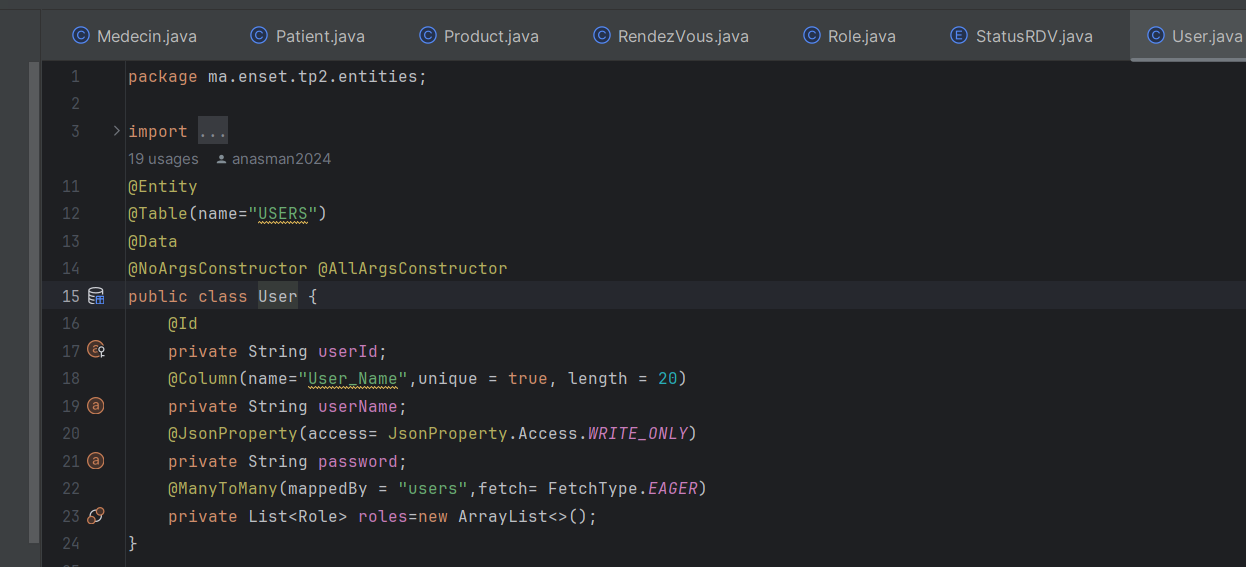 Medecin.java Patient.java Product.java RendezVous.java Role.java StatusRDV.java User.java
1 package ma.enset.tp2.entities;
2
3 import ...
19 usages anasman2024
11 @Entity
12 @Table(name="USERS")
13 @Data
14 @NoArgsConstructor @AllArgsConstructor
15 public class User {
16 @Id
17 private String userId;
18 @Column(name="User_Name",unique = true, length = 20)
19 private String userName;
20 @JsonProperty(access= JsonProperty.Access.WRITE_ONLY)
21 private String password;
22 @ManyToMany(mappedBy = "users",fetch= FetchType.EAGER)
23 private List<Role> roles=new ArrayList<>();
24 }